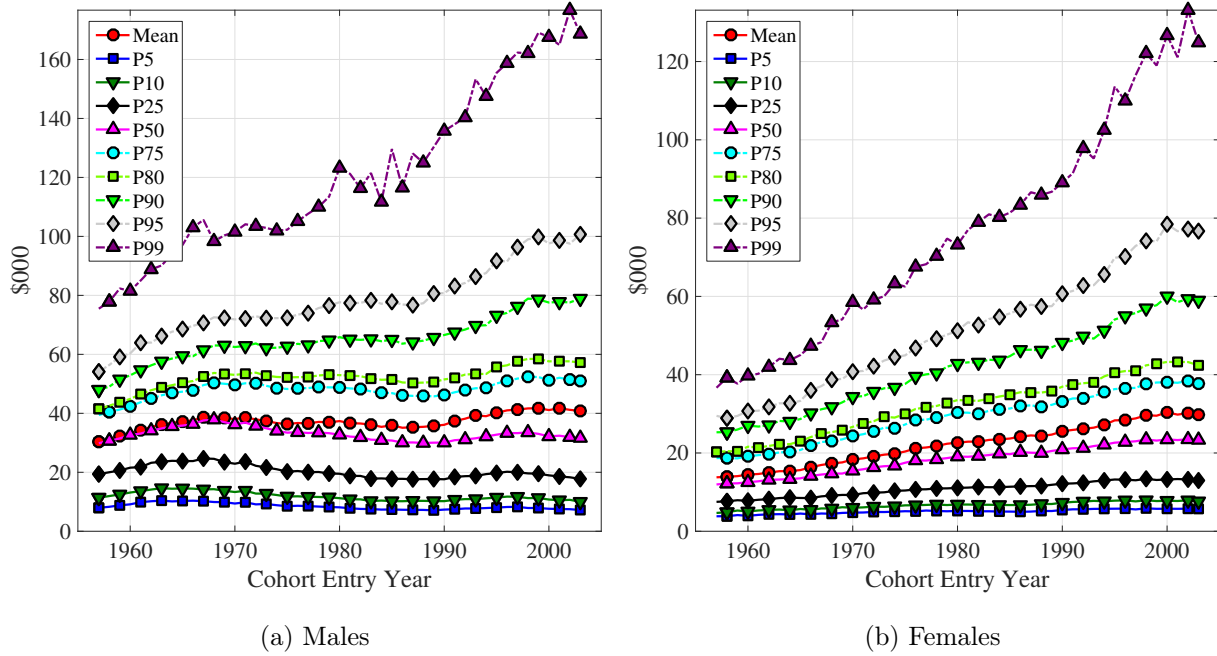 160
140
120
100
80
60
40
20
0
$000
Mean
P5
P10
P25
P50
P75
P80
P90
P95
P99
1960
1970
1980
1990
2000
Cohort Entry Year
(a) Males
120
100
80
60
40
20
0
$000
Mean
P5
P10
P25
P50
P75
P80
P90
P95
P99
1960
1970
1980
1990
2000
Cohort Entry Year
(b) Females